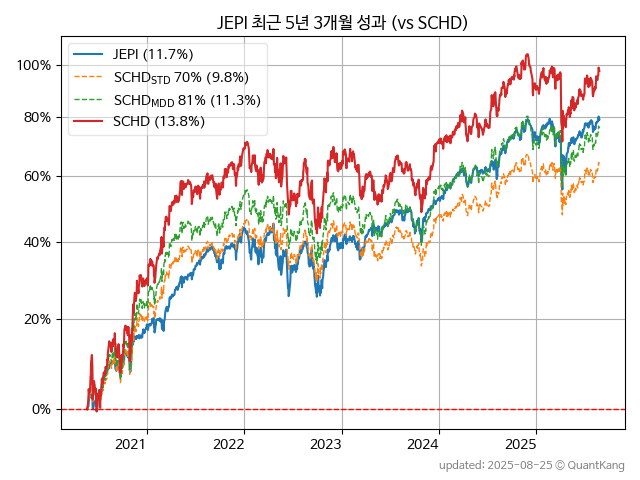 JEPI 최근 5년 3개월 성과 (vs SCHD)
JEPI (11.7%)
SCHD_STD 70% (9.8%)
SCHD_MDD 81% (11.3%)
SCHD (13.8%)
100%
80%
60%
40%
20%
0%
2021 2022 2023 2024 2025
updated: 2025-08-25 © QuantKang